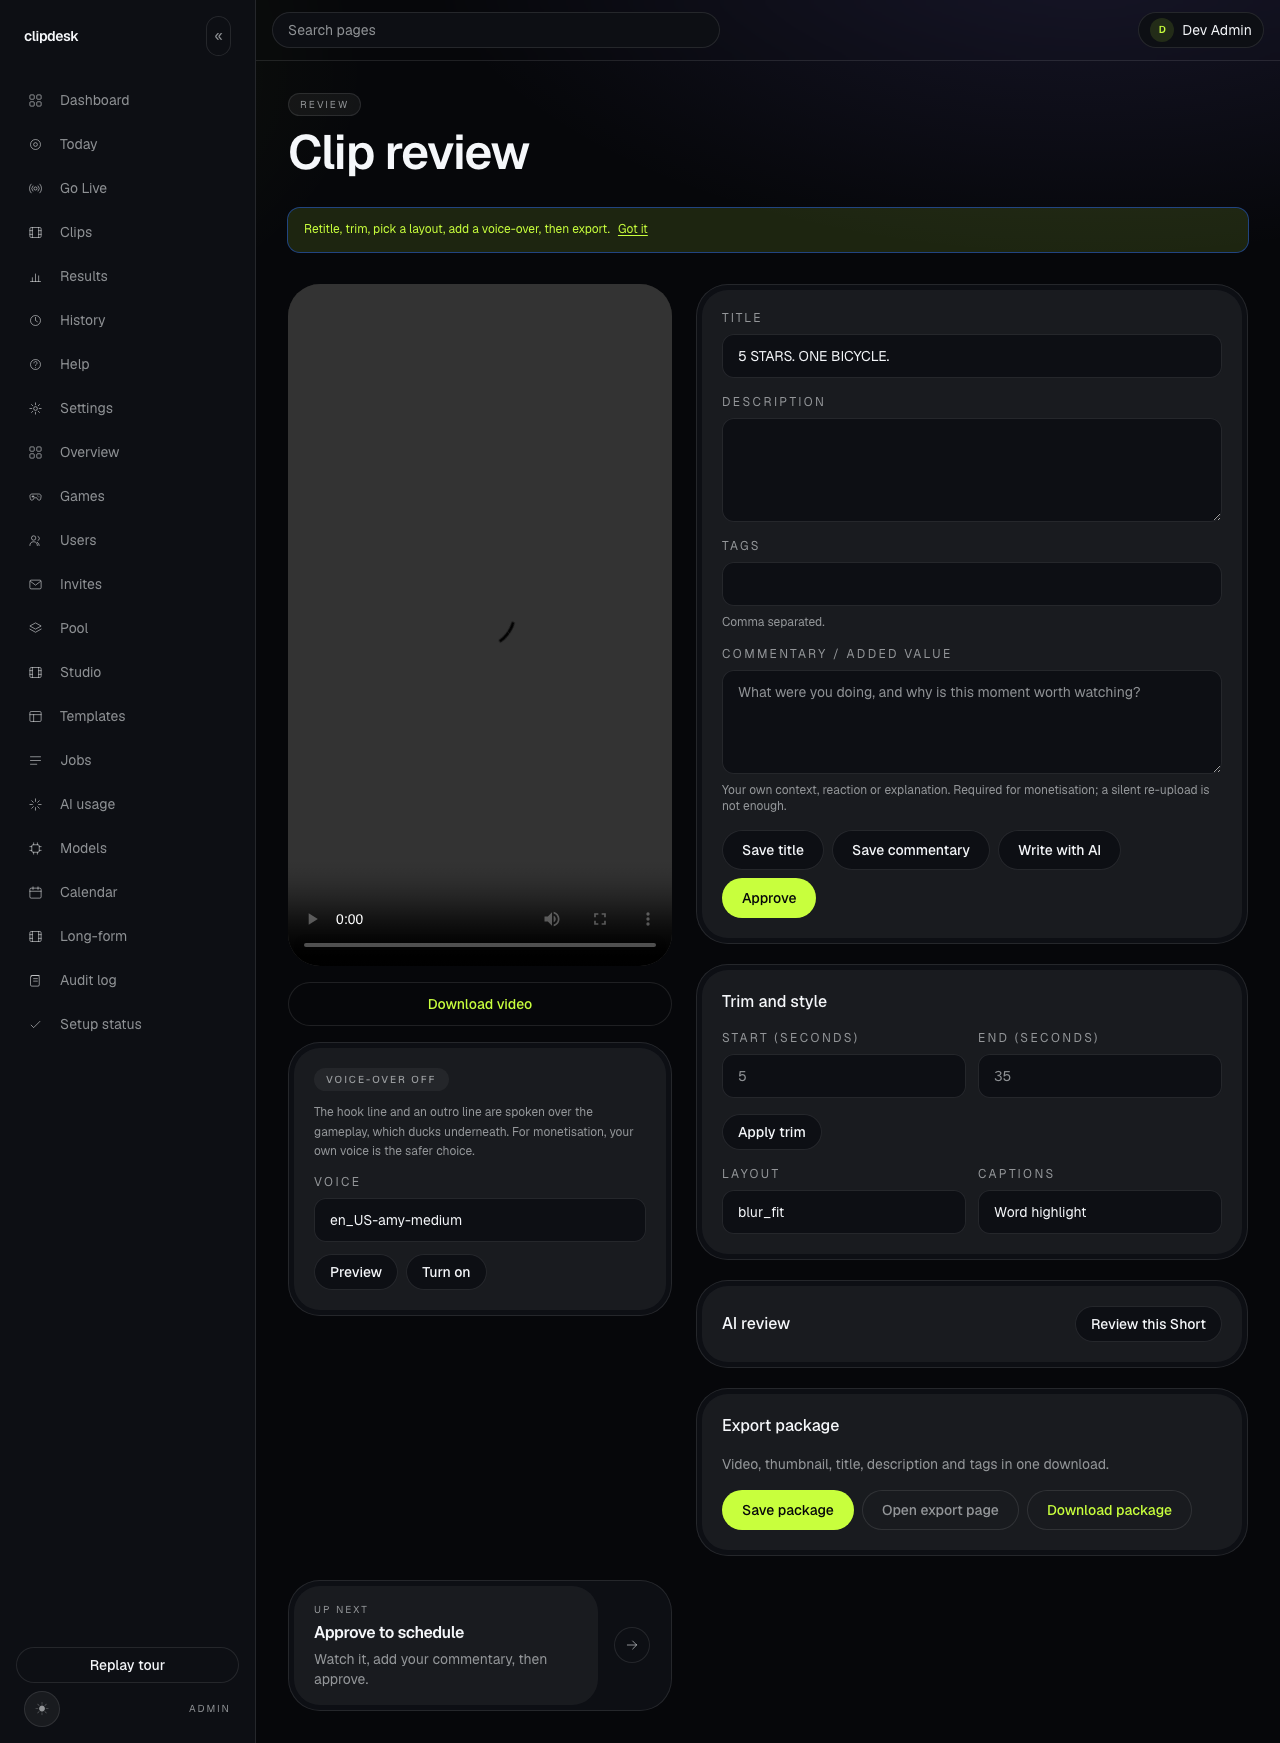 clipdesk
«
Dashboard
Today
Go Live
Clips
Results
History
Help
Settings
Overview
Games
Users
Invites
Pool
Studio
Templates
Jobs
AI usage
Models
Calendar
Long-form
Audit log
Setup status
Replay tour
ADMIN
Search pages
D
Dev Admin
REVIEW
Clip review
Retitle, trim, pick a layout, add a voice-over, then export. Got it
0:00
Download video
VOICE-OVER OFF
The hook line and an outro line are spoken over the
gameplay, which ducks underneath. For monetisation, your
own voice is the safer choice.
VOICE
en_US-amy-medium
Preview
Turn on
TITLE
5 STARS. ONE BICYCLE.
DESCRIPTION
TAGS
Comma separated.
COMMENTARY / ADDED VALUE
What were you doing, and why is this moment worth watching?
Your own context, reaction or explanation. Required for monetisation; a silent re-upload is
not enough.
Save title
Save commentary
Write with AI
Approve
Trim and style
START (SECONDS)
END (SECONDS)
5
35
Apply trim
LAYOUT
CAPTIONS
blur_fit
Word highlight
AI review
Review this Short
Export package
Video, thumbnail, title, description and tags in one download.
Save package
Open export page
Download package
UP NEXT
Approve to schedule
Watch it, add your commentary, then
approve.